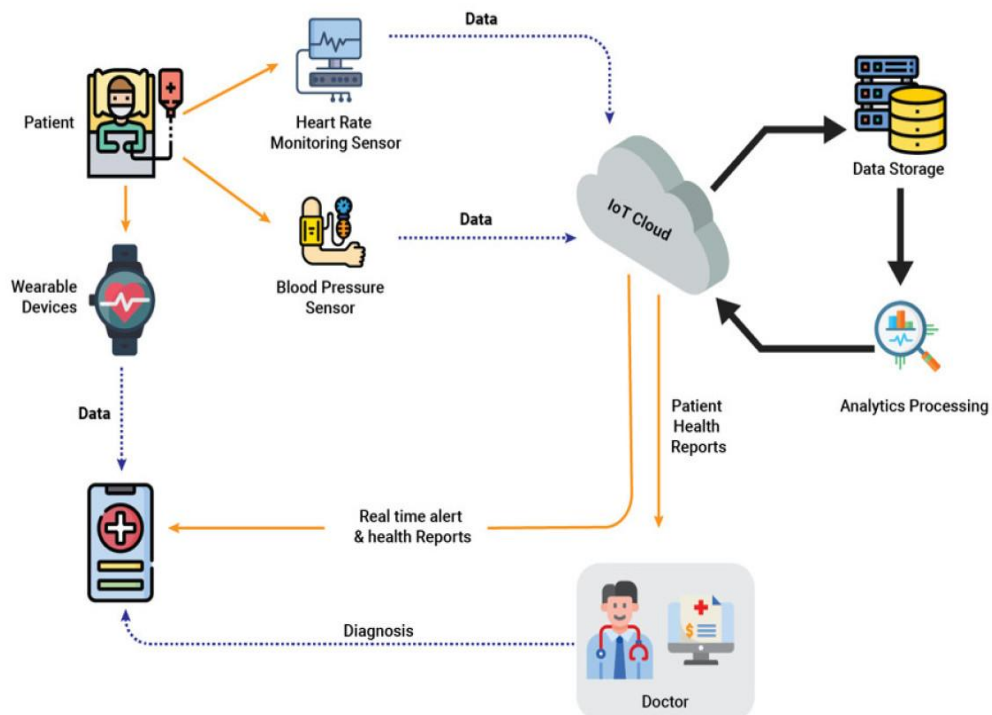 Data
Patient
Heart Rate
Monitoring Sensor
Data Storage
IoT Cloud
Data
Wearable
Devices
Blood Pressure
Sensor
Data
Patient
Health
Reports
Analytics Processing
Real time alert
& health Reports
Diagnosis
$
Doctor